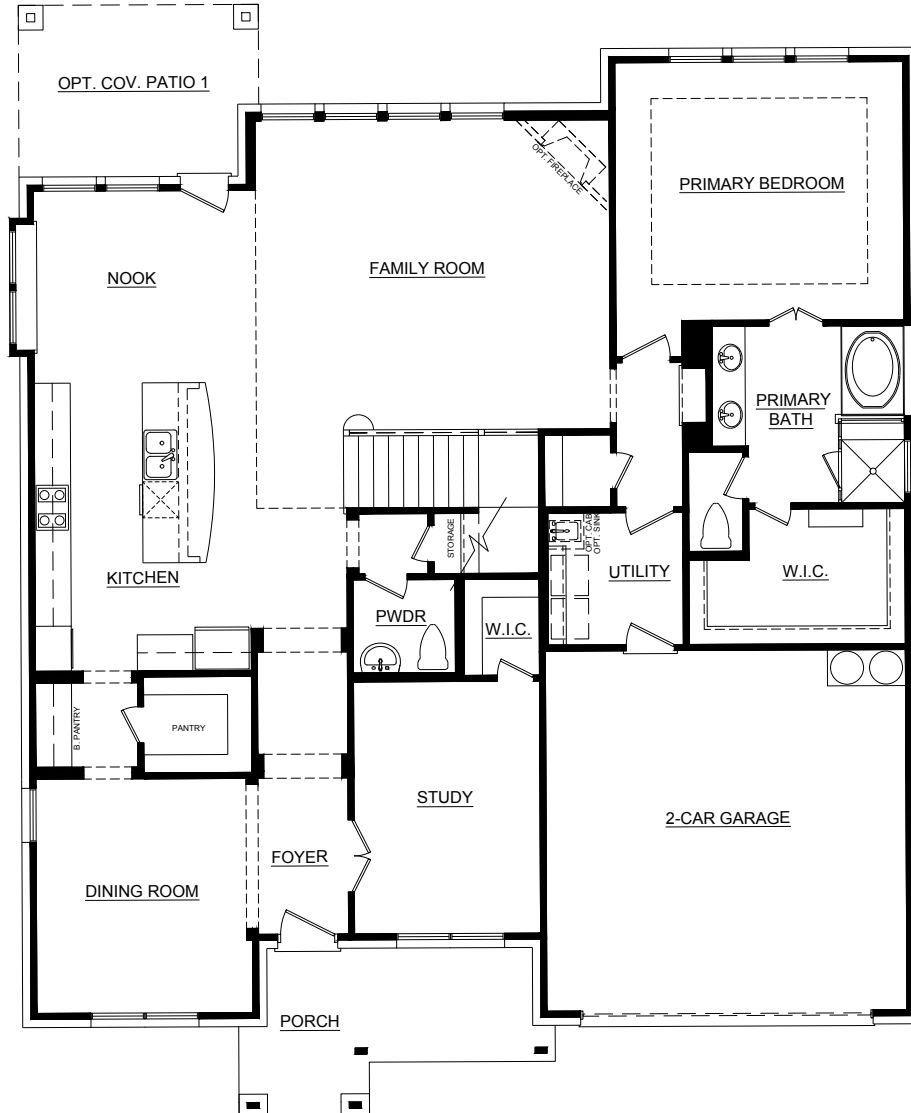 OPT. COV. PATIO 1
OPT. FIREPLACE
PRIMARY BEDROOM
FAMILY ROOM
NOOK
PRIMARY
BATH
STORAGE
OPT. CAB
OPT. SINK
KITCHEN
UTILITY
W.I.C.
PWDR
W.I.C.
B. PANTRY
PANTRY
STUDY
2-CAR GARAGE
FOYER
DINING ROOM
PORCH